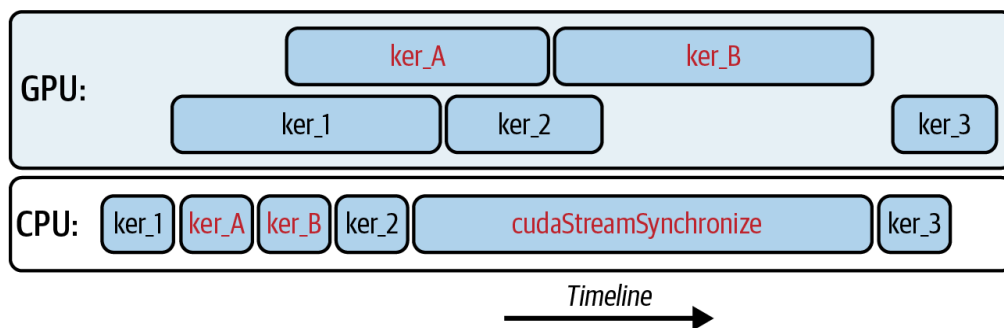 GPU:
ker_A ker_B
ker_1 ker_2 ker_3
CPU: ker_1 ker_A ker_B ker_2 cudaStreamSynchronize ker_3
Timeline